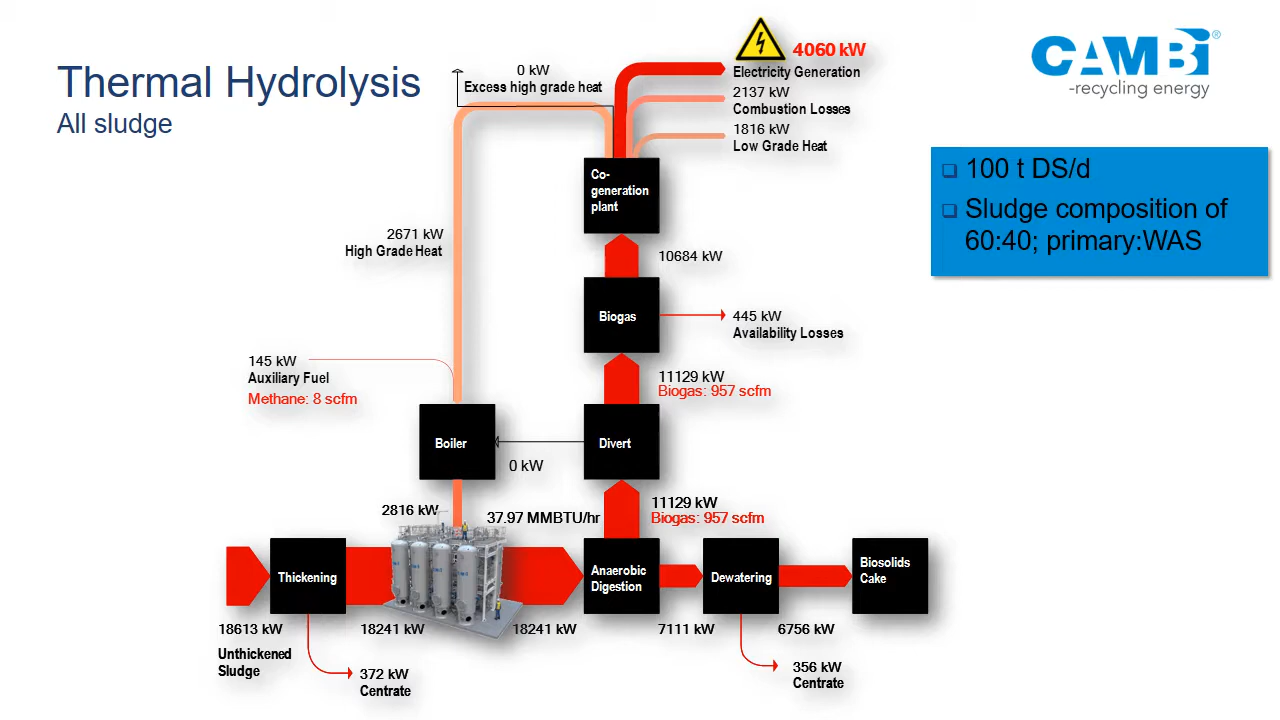 Thermal Hydrolysis
All sludge
CAMBi®
-recycling energy
100 t DS/d
Sludge composition of
60:40; primary:WAS
4060 kW
Electricity Generation
2137 kW
Combustion Losses
1816 kW
Low Grade Heat
0 kW
Excess high grade heat
Co-
generation
plant
2671 kW
High Grade Heat
10684 kW
Biogas
445 kW
Availability Losses
145 kW
Auxiliary Fuel
Methane: 8 scfm
11129 kW
Biogas: 957 scfm
Boiler
Divert
0 kW
2816 kW
37.97 MMBTU/hr
11129 kW
Biogas: 957 scfm
Thickening
Anaerobic
Digestion
Dewatering
Biosolids
Cake
18613 kW
18241 kW
18241 kW
7111 kW
6756 kW
Unthickened
Sludge
372 kW
Centrate
356 kW
Centrate